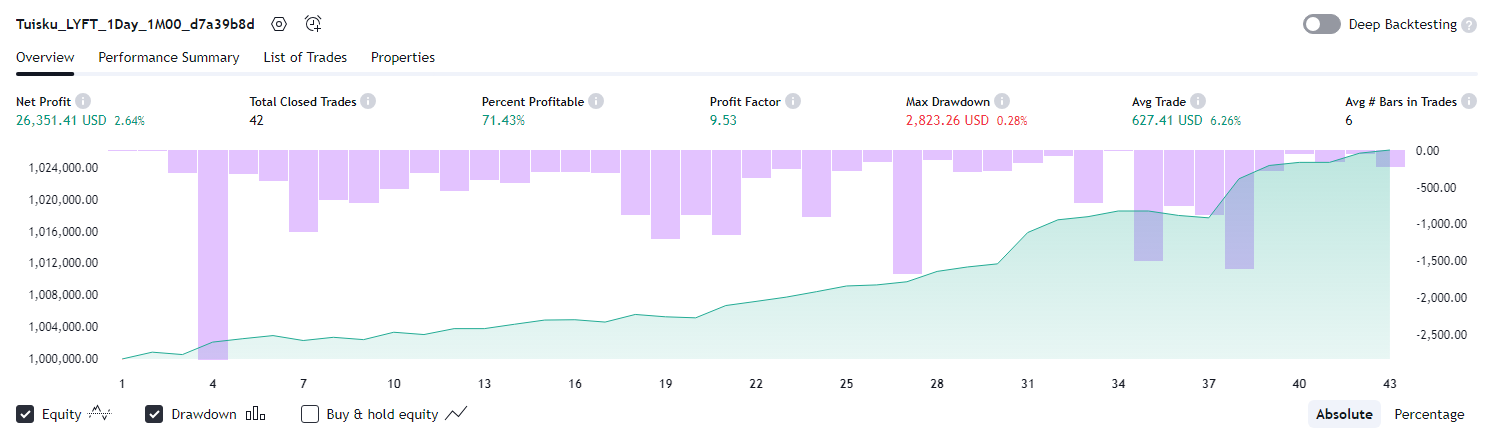 Tuisku_LYFT_1Day_1M00_d7a39b8d Deep Backtesting
Overview Performance Summary List of Trades Properties
Net Profit Total Closed Trades Percent Profitable Profit Factor Max Drawdown Avg Trade Avg # Bars in Trades
26,351.41 USD 2.64% 42 71.43% 9.53 2,823.26 USD 0.28% 627.41 USD 6.26% 6
0.00
1,024,000.00
-500.00
1,020,000.00
-1,000.00
1,016,000.00
-1,500.00
1,012,000.00
1,008,000.00
-2,000.00
1,004,000.00
-2,500.00
1,000,000.00
1 4 7 10 13 16 19 22 25 28 31 34 37 40 43
Equity Drawdown Buy & hold equity Absolute Percentage